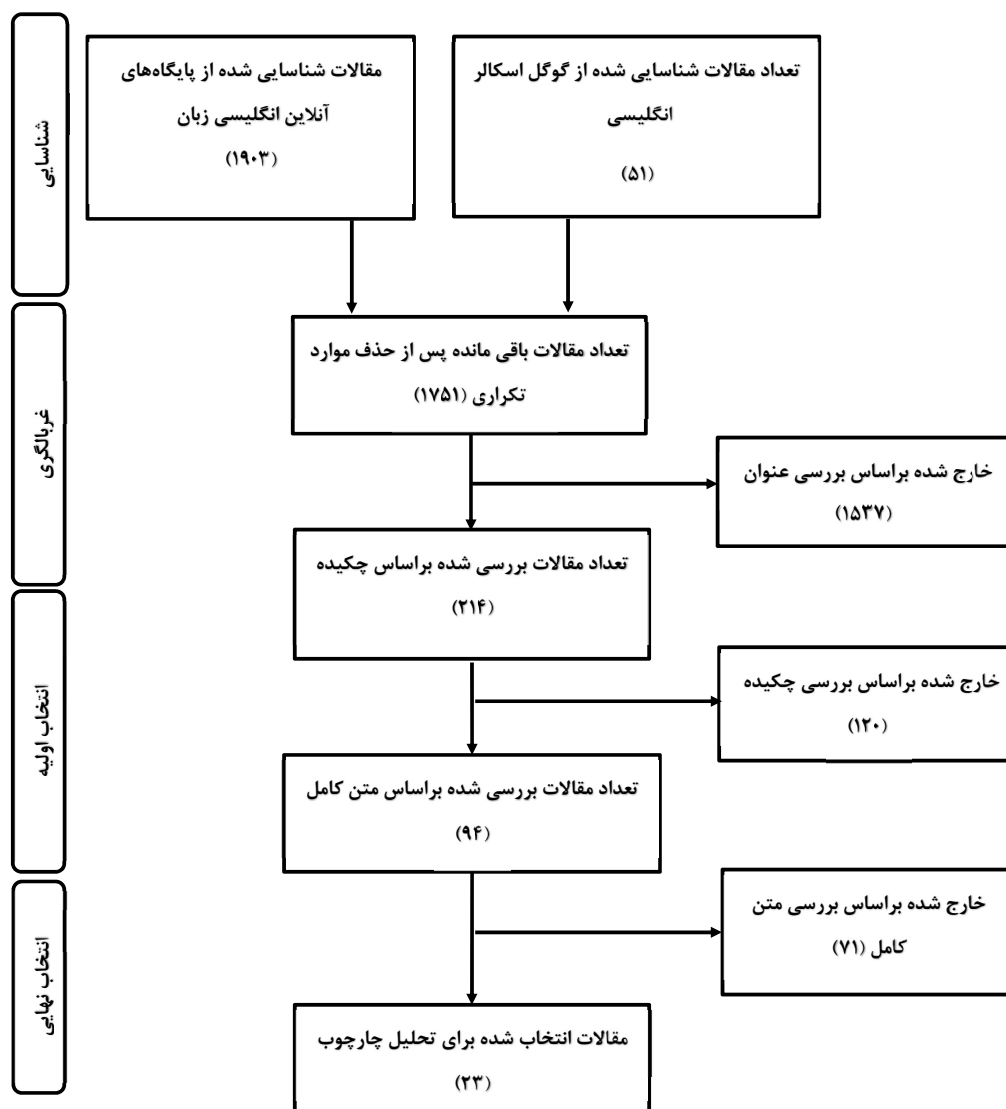 تعداد مقالات شناسایی شده از گوگل اسکالر
انگلیسی
(۵۱)
مقالات شناسایی شده از پایگاه‌های
آنلاین انگلیسی زبان
(۱۹۰۳)
شناسایی
تعداد مقالات باقی مانده پس از حذف موارد
تکراری (۱۷۵۱)
غربالگری
خارج شده براساس بررسی عنوان
(۱۵۳۷)
تعداد مقالات بررسی شده براساس چکیده
(۲۱۴)
خارج شده براساس بررسی چکیده
(۱۲۰)
انتخاب اولیه
تعداد مقالات بررسی شده براساس متن کامل
(۹۴)
خارج شده براساس بررسی متن
کامل (۷۱)
انتخاب نهایی
مقالات انتخاب شده برای تحلیل چارچوب
(۲۳)